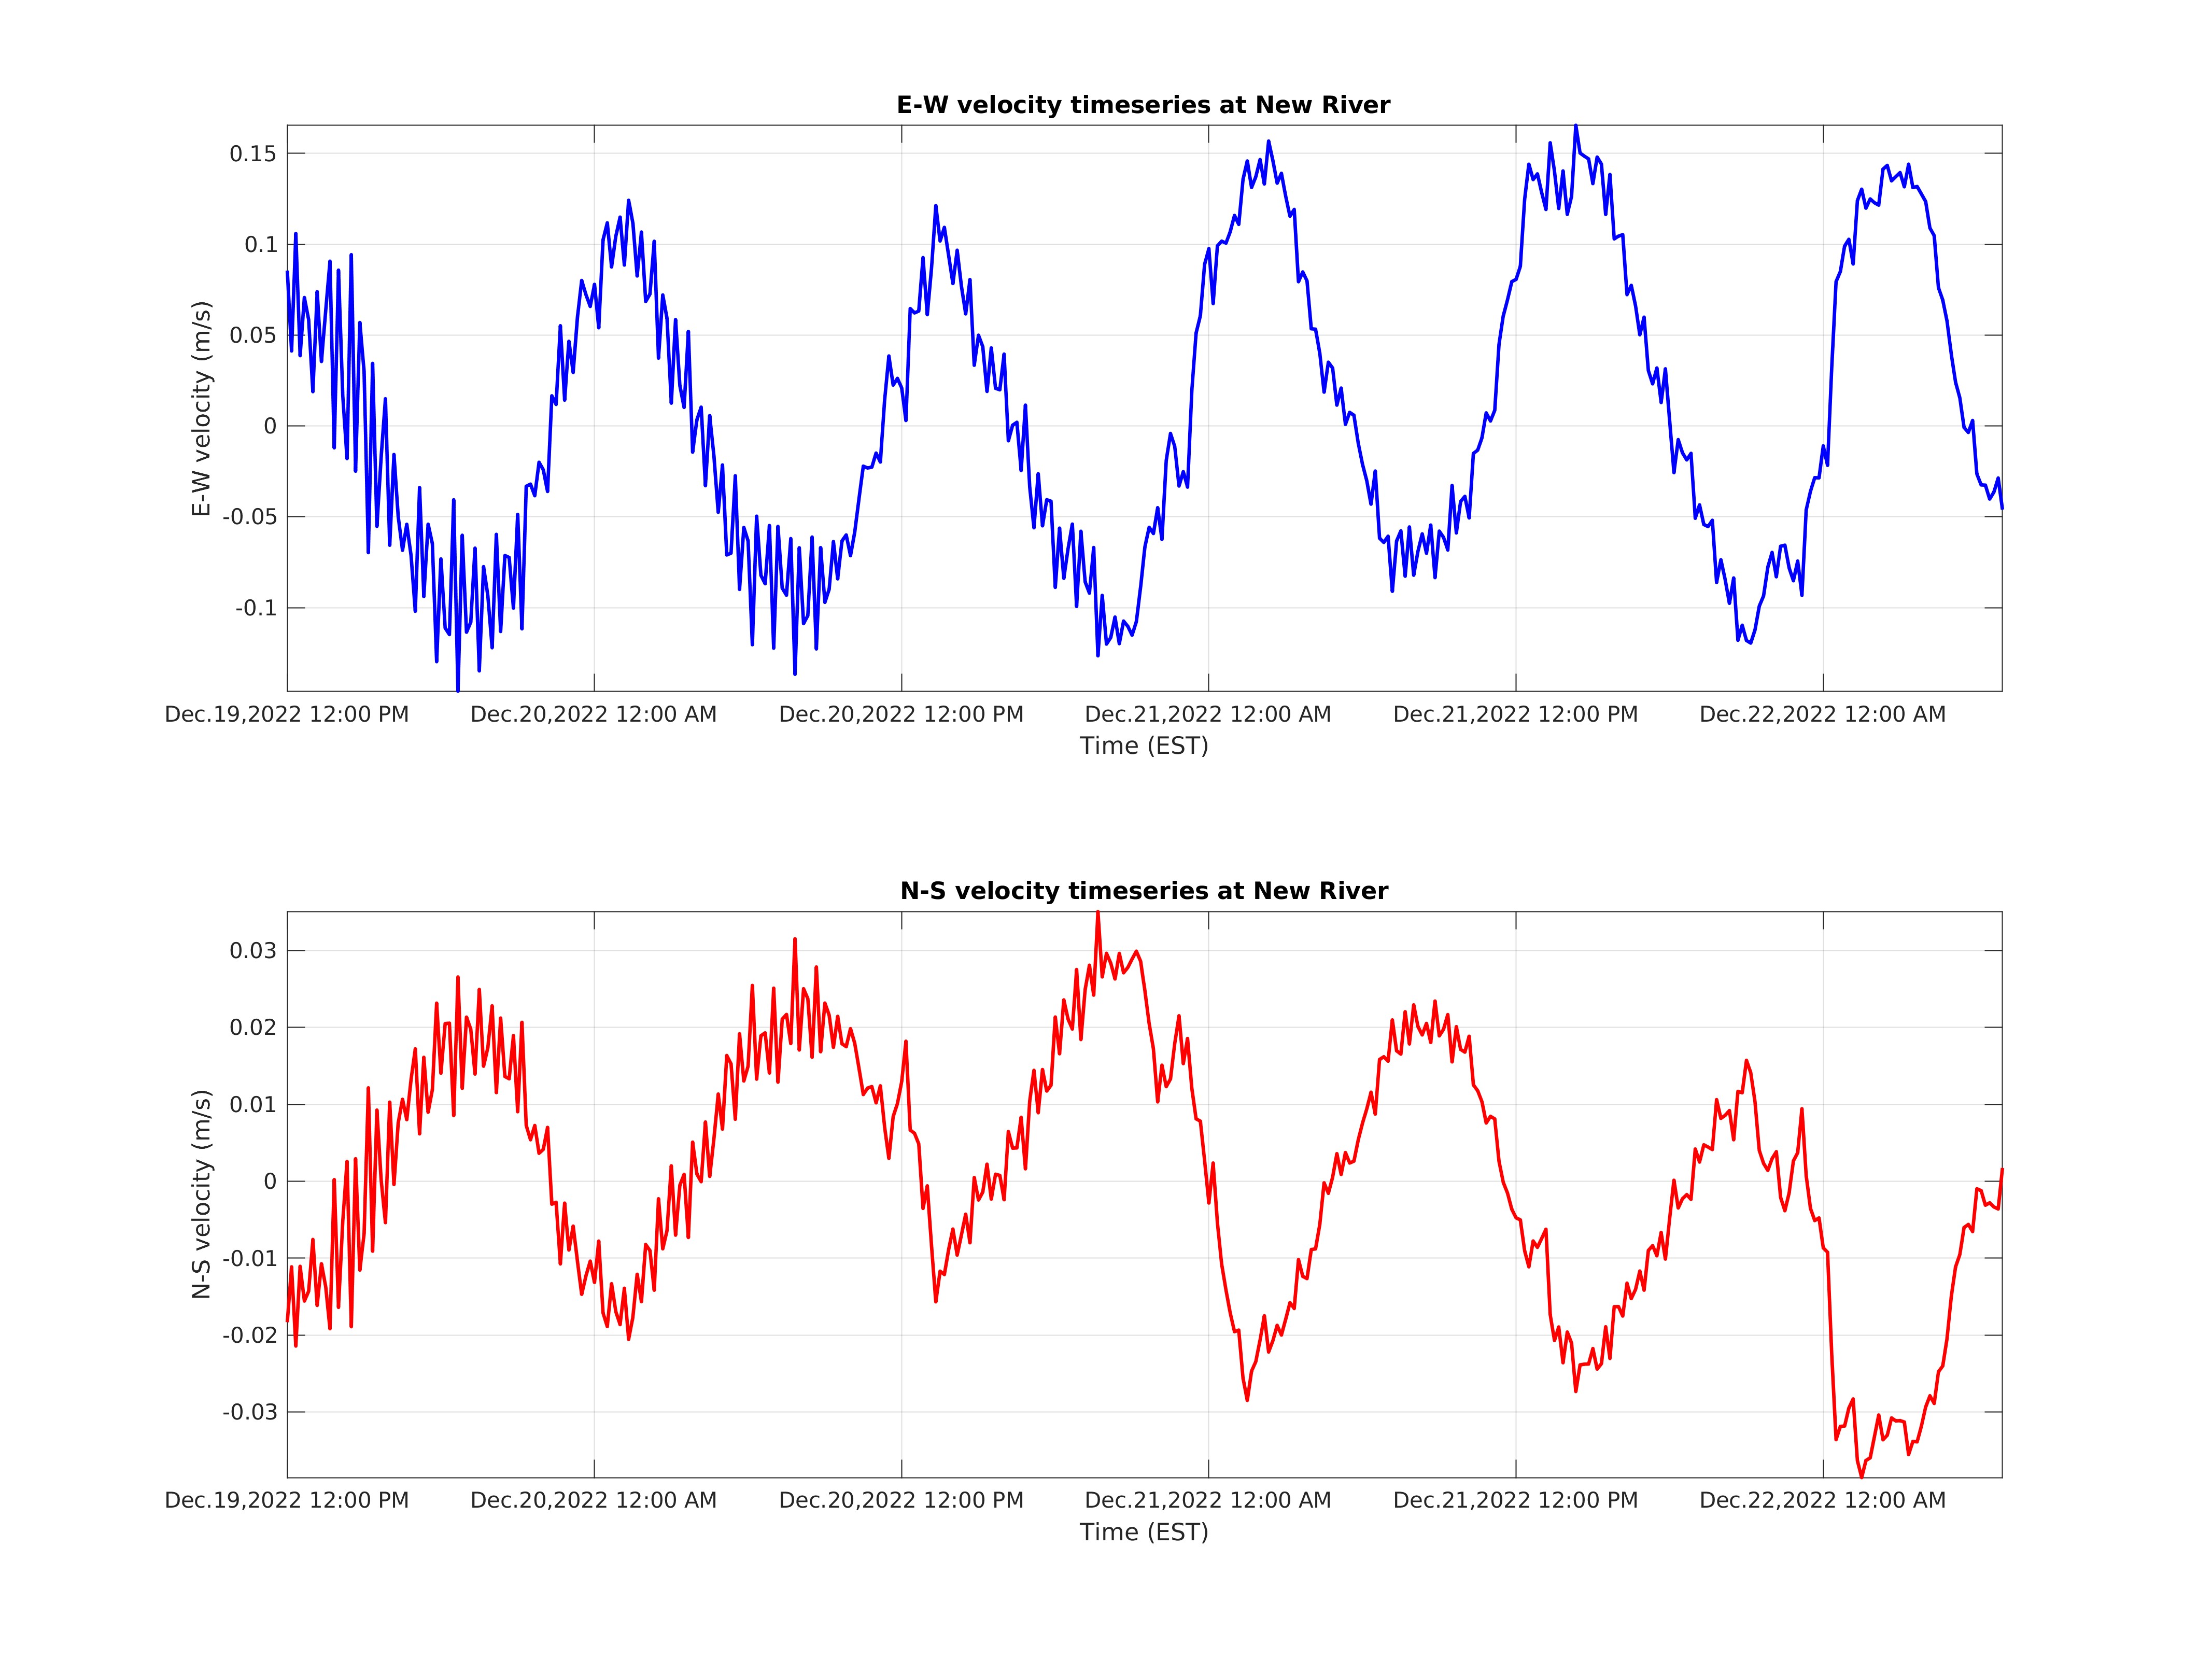 E-W velocity timeseries at New River
E-W velocity (m/s)
0.15
0.1
0.05
0
-0.05
-0.1
Dec.19,2022 12:00 PM Dec.20,2022 12:00 AM Dec.20,2022 12:00 PM Dec.21,2022 12:00 AM Dec.21,2022 12:00 PM Dec.22,2022 12:00 AM
Time (EST)
N-S velocity timeseries at New River
N-S velocity (m/s)
0.03
0.02
0.01
0
-0.01
-0.02
-0.03
Dec.19,2022 12:00 PM Dec.20,2022 12:00 AM Dec.20,2022 12:00 PM Dec.21,2022 12:00 AM Dec.21,2022 12:00 PM Dec.22,2022 12:00 AM
Time (EST)